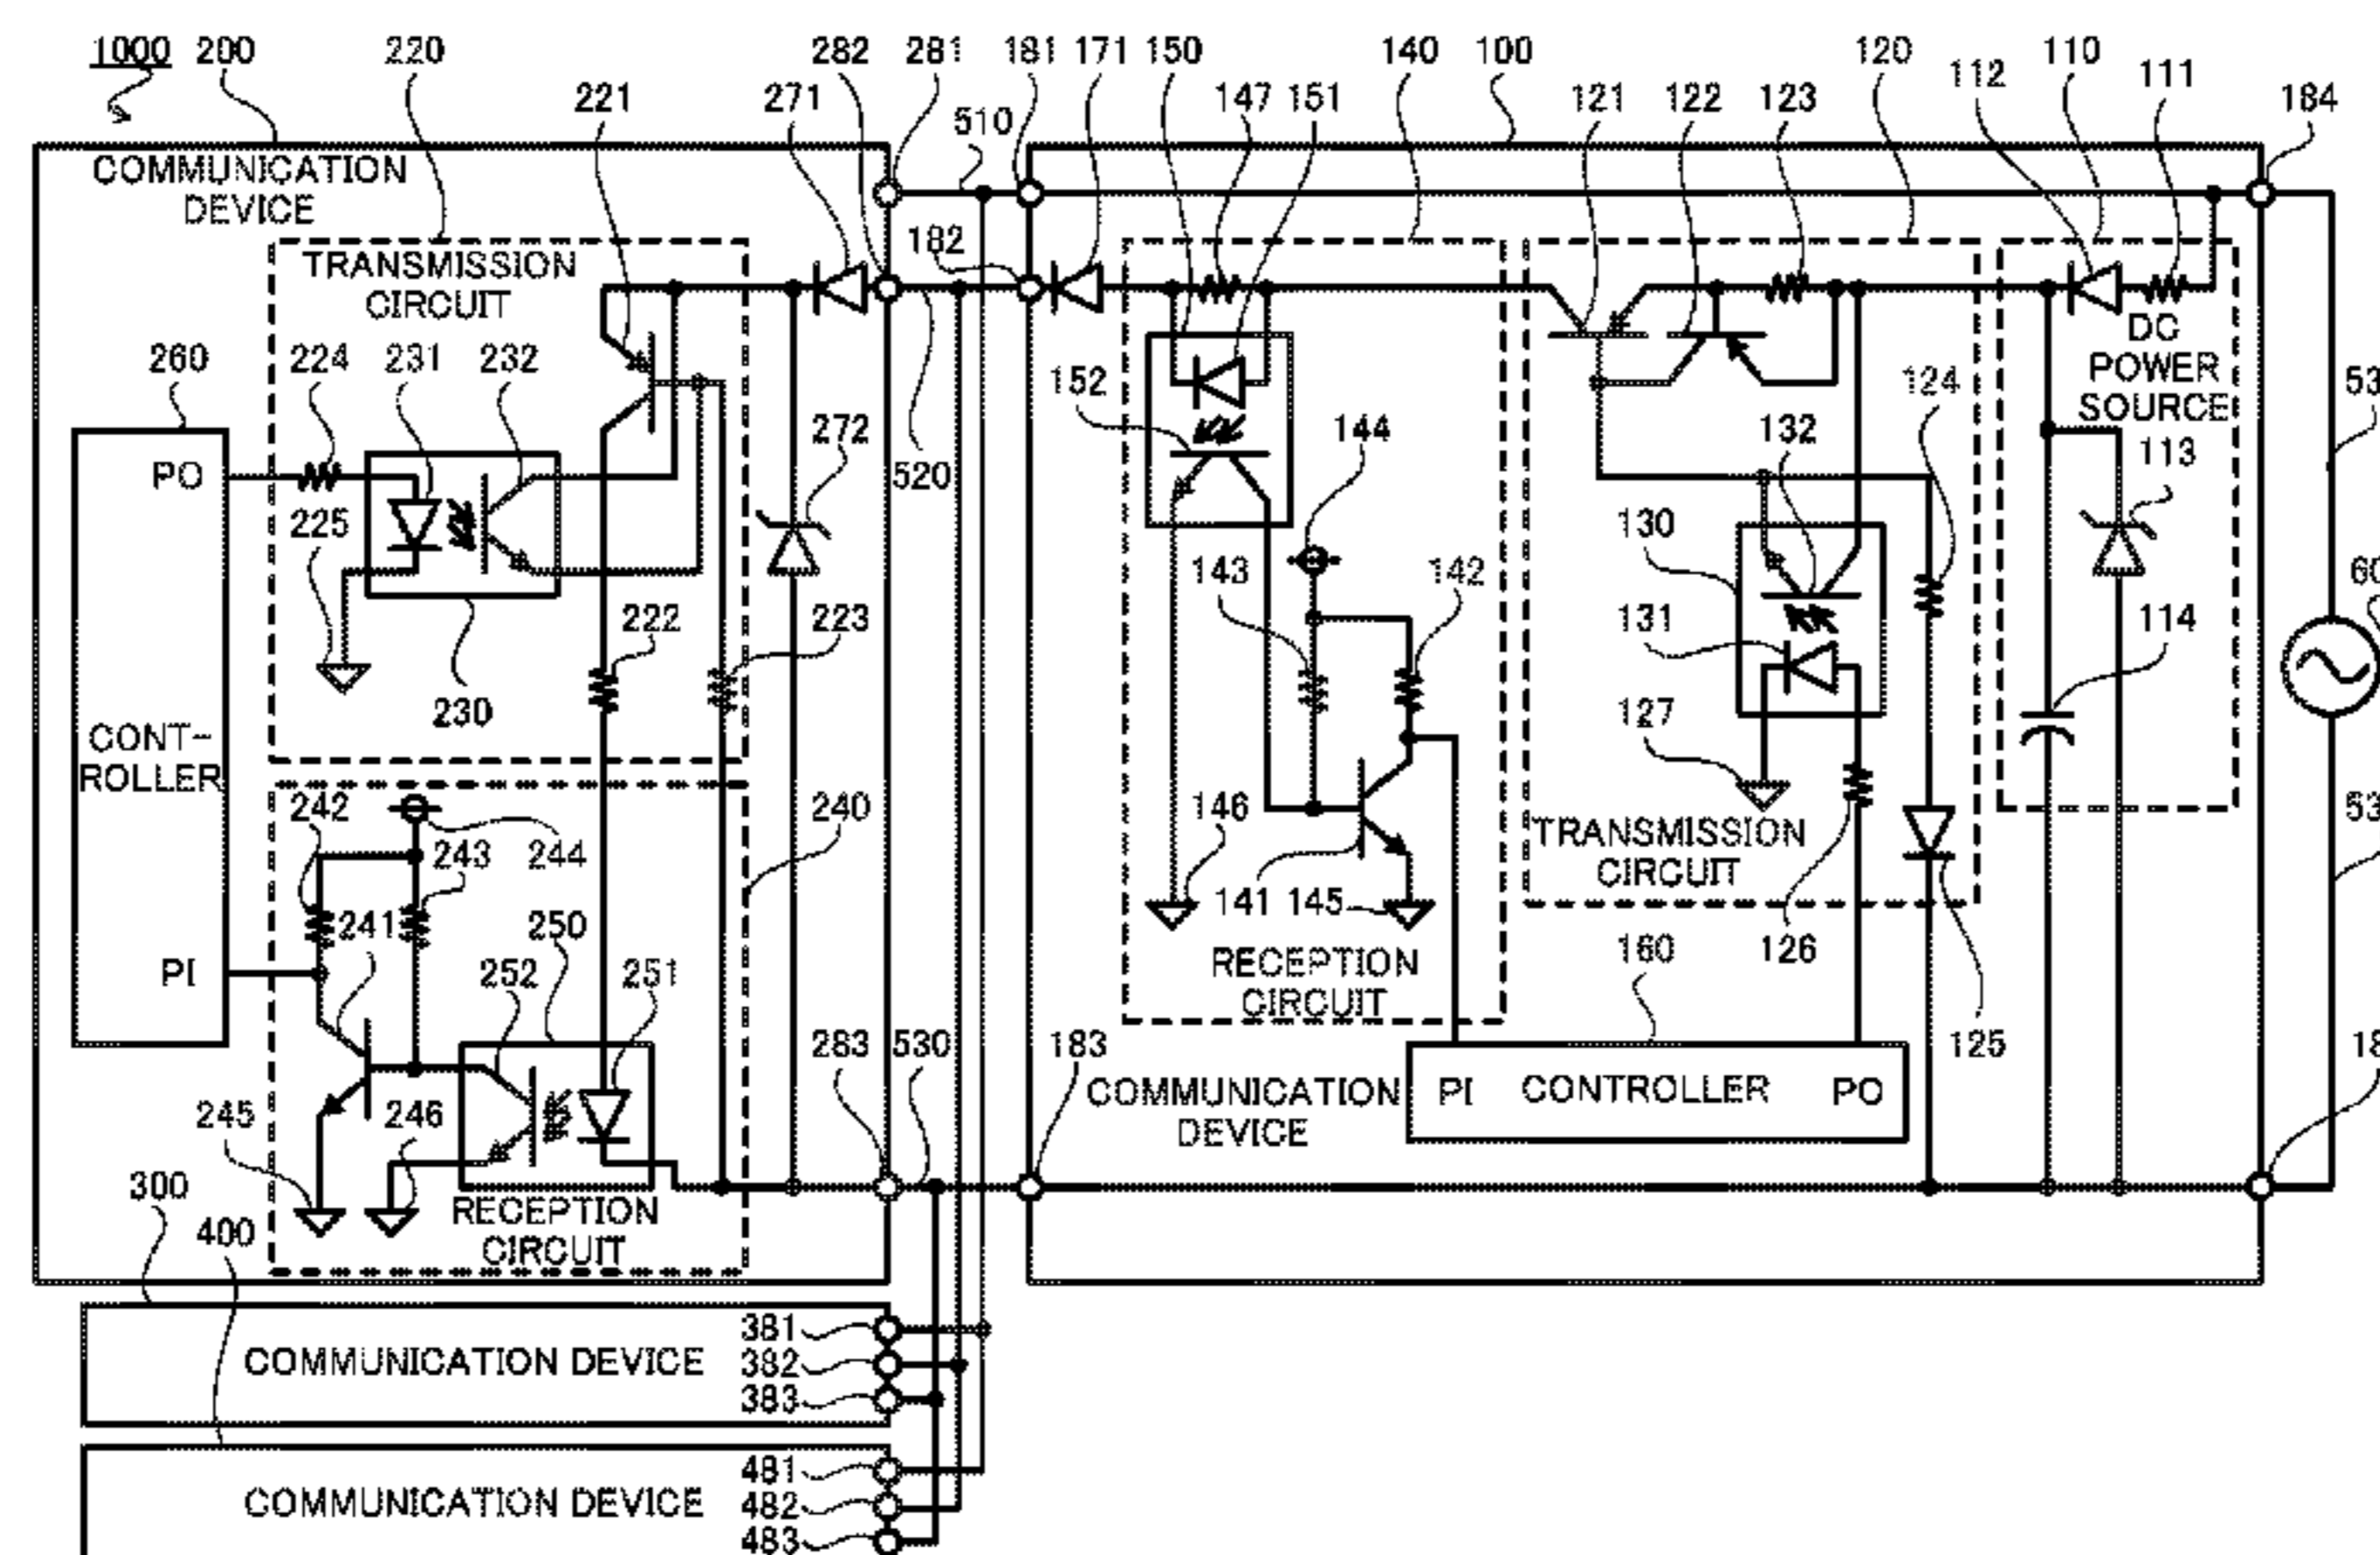 1000 200 220 282 281 181 171 150 140 100 120 112 110 111 184
221 271 147 151 121 122 123
510
COMMUNICATION
DEVICE
182
TRANSMISSION
CIRCUIT
DC
POWER
SOURCE
260 224 231 232 152 124
272 144 132 113
PO
520
225 130
143 142
222 223 131 114
230 127
CONT-
ROLLER
242 240 146 TRANSMISSION
CIRCUIT
243 244
241 250 141 145 126
PI
252 251 RECEPTION
CIRCUIT
160
283 530 183 125
COMMUNICATION
DEVICE
PI CONTROLLER PO
245 246
300 RECEPTION
CIRCUIT
400
381
COMMUNICATION DEVICE 382
383
481
COMMUNICATION DEVICE 482
483